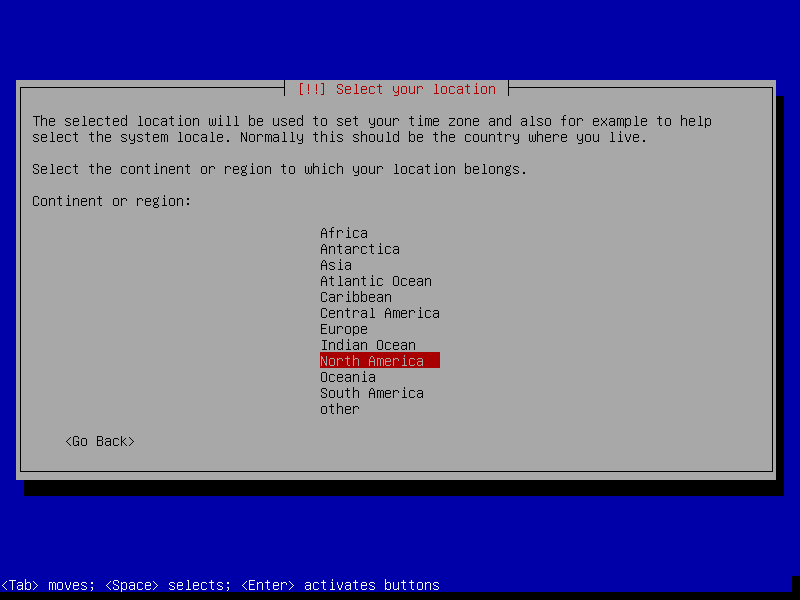 [!!] Select your location
The selected location will be used to set your time zone and also for example to help
select the system locale. Normally this should be the country where you live.
Select the continent or region to which your location belongs.
Continent or region:
Africa
Antarctica
Asia
Atlantic Ocean
Caribbean
Central America
Europe
Indian Ocean
North America
Oceania
South America
other
<Go Back>
<Tab> moves; <Space> selects; <Enter> activates buttons